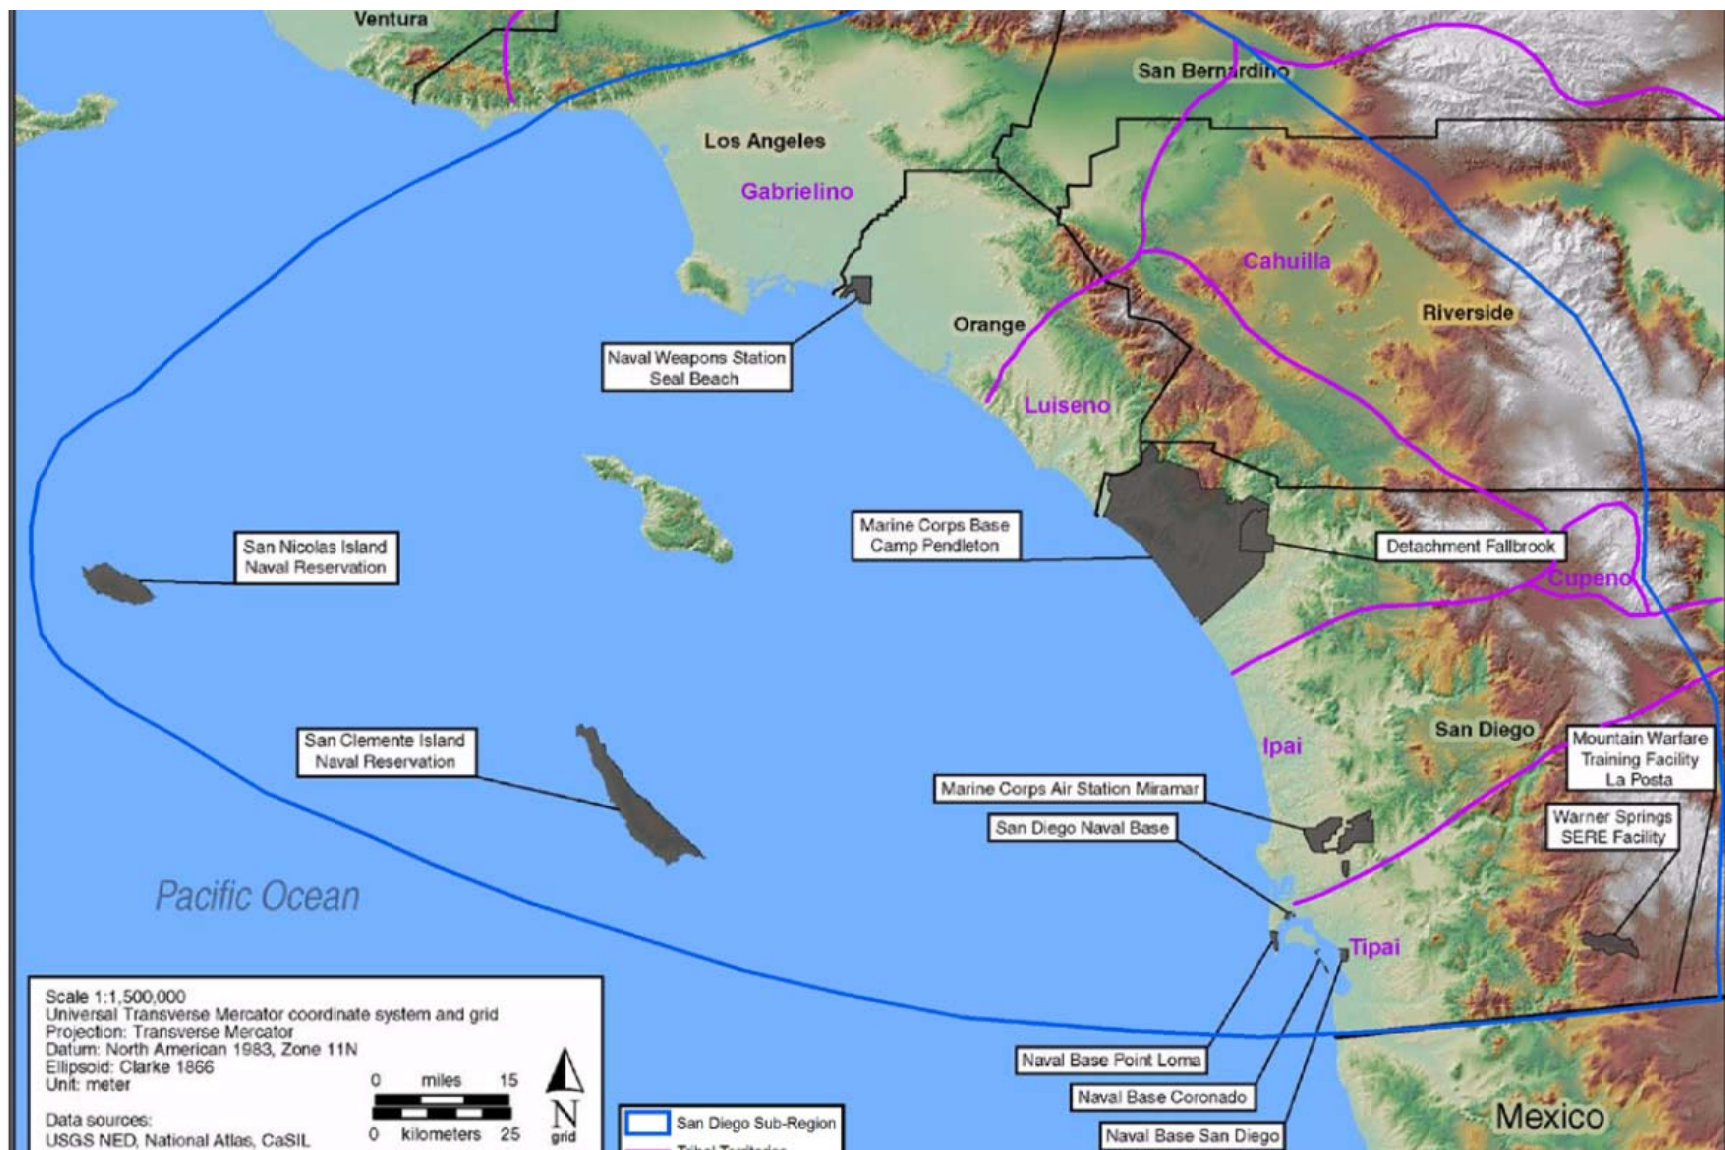 Ventura
San Bernardino
Los Angeles
Gabrielino
Cahuilla
Riverside
Orange
Naval Weapons Station
Seal Beach
Luiseno
Marine Corps Base
Camp Pendleton
Detachment Fallbrook
San Nicolas Island
Naval Reservation
Cupeno
San Clemente Island
Naval Reservation
Ipai
San Diego
Mountain Warfare
Training Facility
La Posta
Marine Corps Air Station Miramar
San Diego Naval Base
Warner Springs
SERE Facility
Pacific Ocean
Tipai
Scale 1:1,500,000
Universal Transverse Mercator coordinate system and grid
Projection: Transverse Mercator
Datum: North American 1983, Zone 11N
Ellipsoid: Clarke 1866
Unit: meter
Data sources:
USGS NED, National Atlas, CaSIL
0 miles 15
0 kilometers 25
N
grid
San Diego Sub-Region
Tribal Territories
Naval Base Point Loma
Naval Base Coronado
Naval Base San Diego
Mexico